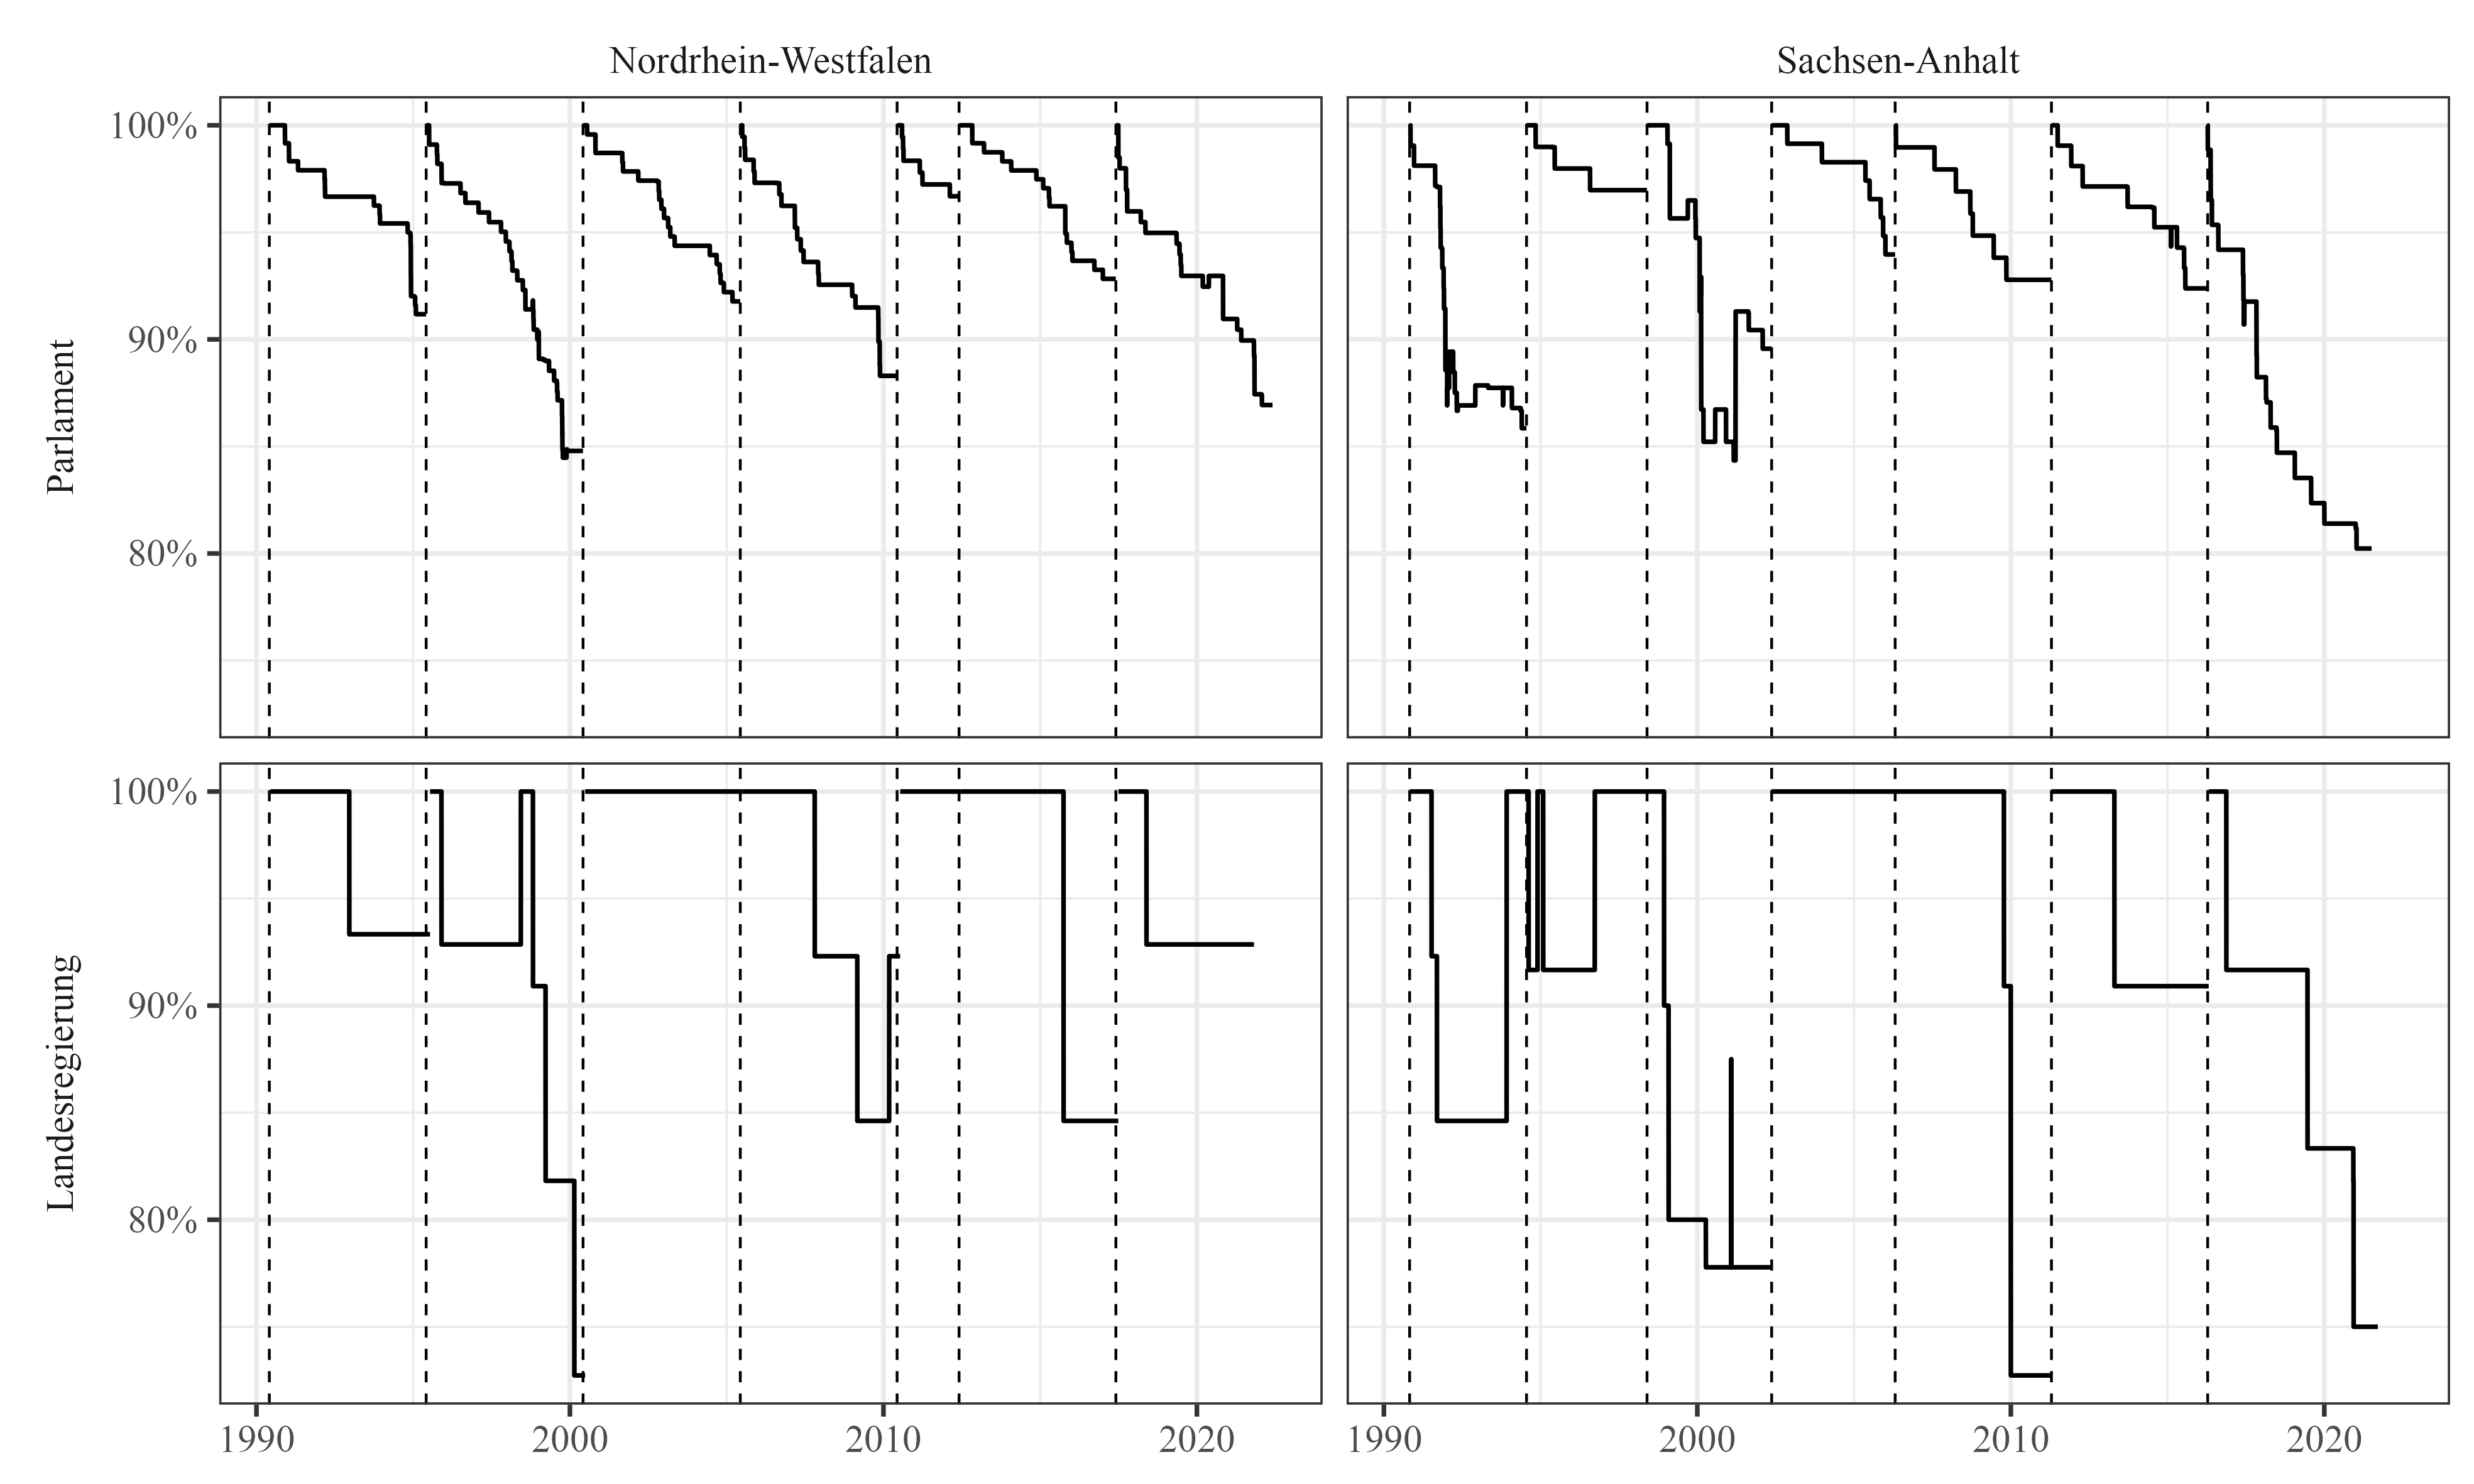 Nordrhein-Westfalen
Sachsen-Anhalt
Parlament
100%
90%
80%
Landesregierung
100%
90%
80%
1990 2000 2010 2020
1990 2000 2010 2020